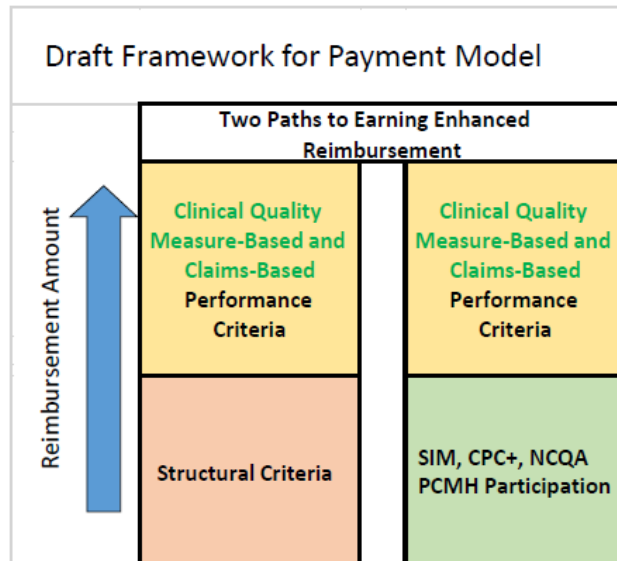 Draft Framework for Payment Model
Two Paths to Earning Enhanced
Reimbursement
Reimbursement Amount
Clinical Quality
Measure-Based and
Claims-Based
Performance
Criteria
Clinical Quality
Measure-Based and
Claims-Based
Performance
Criteria
Structural Criteria
SIM, CPC+, NCQA
PCMH Participation